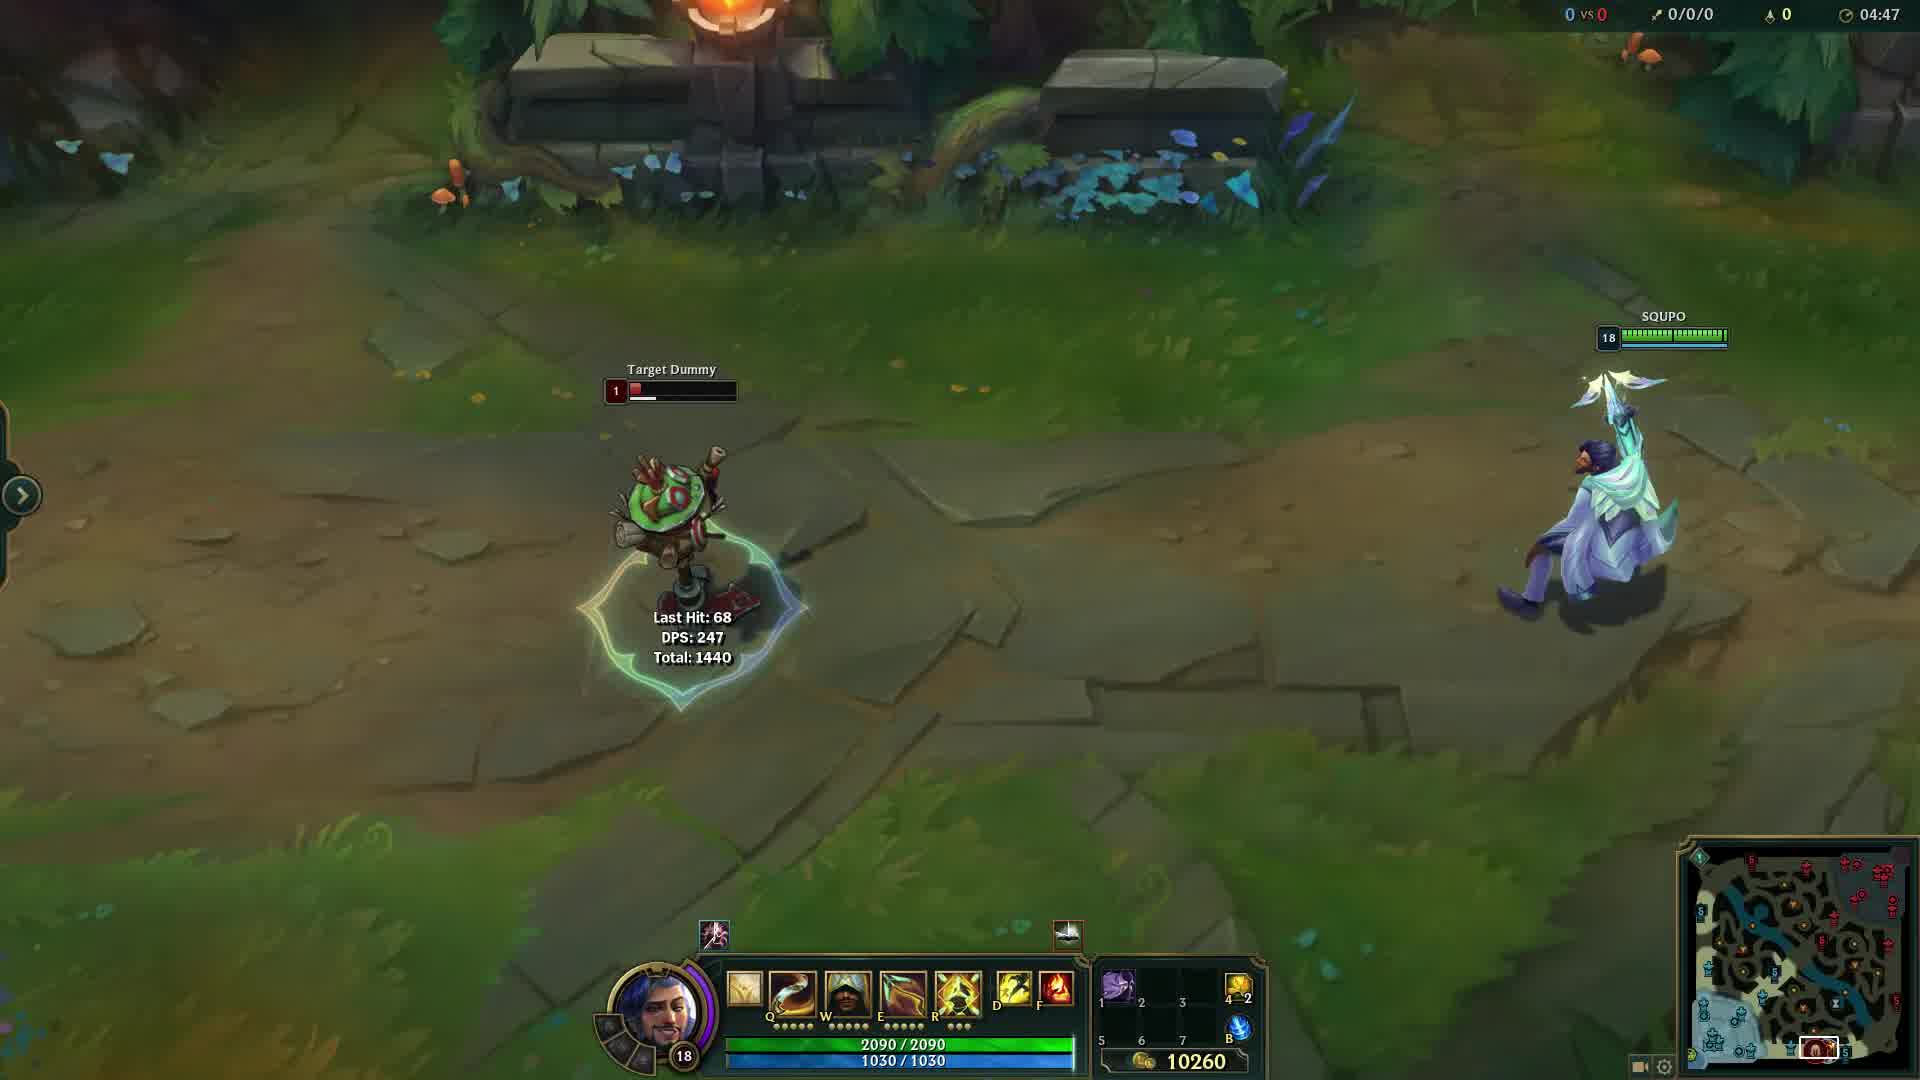 0 vs 0 0/0/0 0 04:47
SQUPO
18
Target Dummy
1
Last Hit: 68
DPS: 247
Total: 1440
Q W E R D F
18
2090 / 2090
1030 / 1030
1 2 3 4 2
5 6 7 B
10260